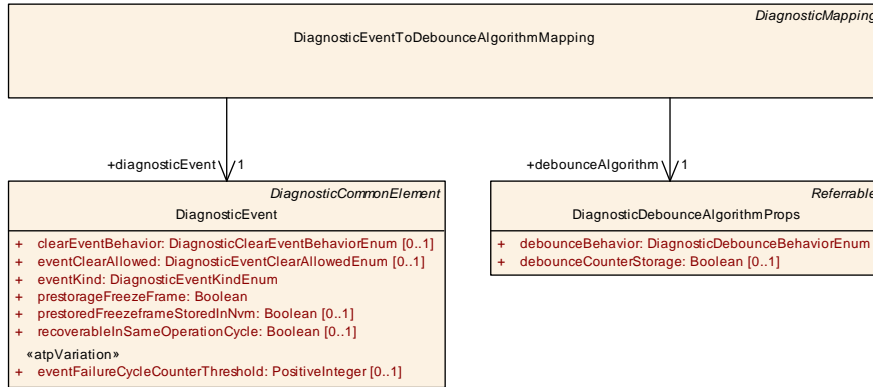 DiagnosticMapping
DiagnosticEventToDebounceAlgorithmMapping
+diagnosticEvent 1
+debounceAlgorithm 1
DiagnosticCommonElement
DiagnosticEvent
+ clearEventBehavior: DiagnosticClearEventBehaviorEnum [0..1]
+ eventClearAllowed: DiagnosticEventClearAllowedEnum [0..1]
+ eventKind: DiagnosticEventKindEnum
+ prestorageFreezeFrame: Boolean
+ prestoredFreezeframeStoredInNvm: Boolean [0..1]
+ recoverableInSameOperationCycle: Boolean [0..1]
«atpVariation»
+ eventFailureCycleCounterThreshold: PositiveInteger [0..1]
Referrable
DiagnosticDebounceAlgorithmProps
+ debounceBehavior: DiagnosticDebounceBehaviorEnum
+ debounceCounterStorage: Boolean [0..1]